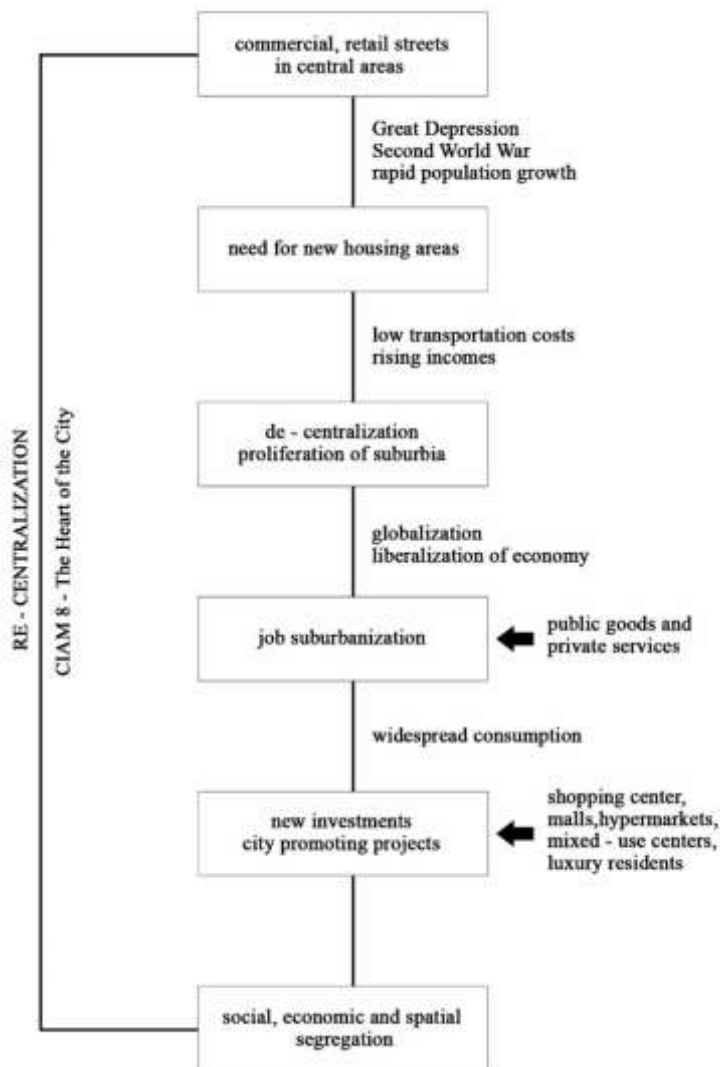 commercial, retail streets
in central areas
Great Depression
Second World War
rapid population growth
need for new housing areas
low transportation costs
rising incomes
de - centralization
proliferation of suburbia
globalization
liberalization of economy
job suburbanization
public goods and
private services
widespread consumption
new investments
city promoting projects
shopping center,
malls,hypermarkets,
mixed - use centers,
luxury residents
social, economic and spatial
segregation
RE - CENTRALIZATION
CIAM 8 - The Heart of the City